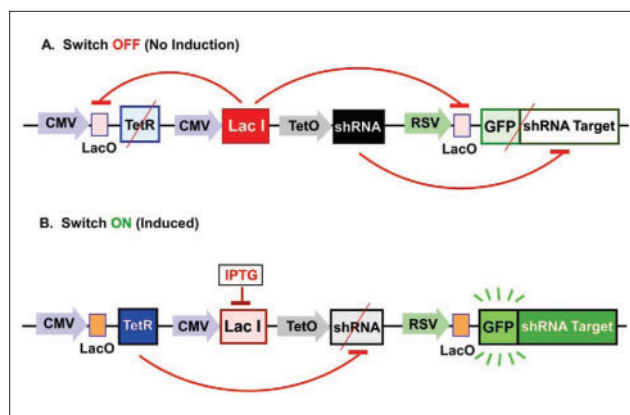 A. Switch OFF (No Induction)
CMV TetR CMV Lac I TetO shRNA RSV GFP shRNA Target
LacO LacO
B. Switch ON (Induced)
IPTG
CMV TetR CMV Lac I TetO shRNA RSV GFP shRNA Target
LacO LacO